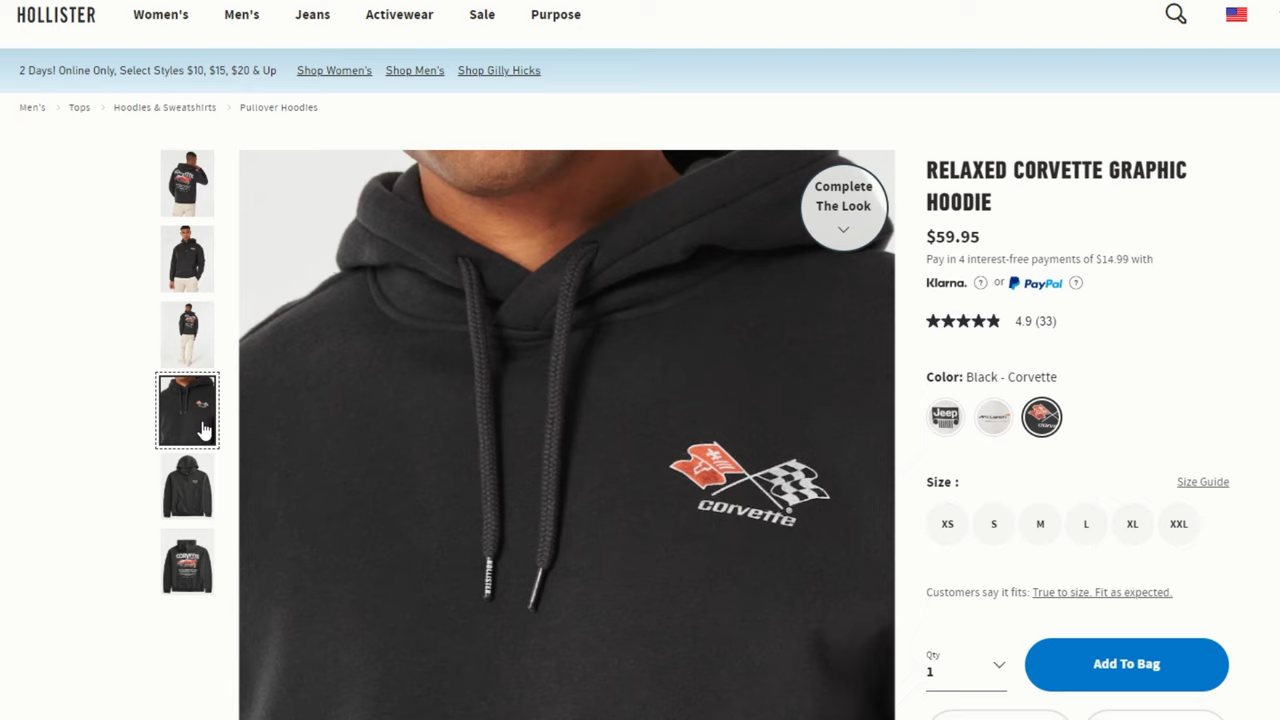 HOLLISTER
Women's
Men's
Jeans
Activewear
Sale
Purpose
2 Days! Online Only, Select Styles $10, $15, $20 & Up
Shop Women's
Shop Men's
Shop Gilly Hicks
Men's > Tops > Hoodies & Sweatshirts > Pullover Hoodies
Complete
The Look
corvette®
RELAXED CORVETTE GRAPHIC
HOODIE
$59.95
Pay in 4 interest-free payments of $14.99 with
Klarna. ? or PayPal ?
4.9 (33)
Color: Black - Corvette
Jeep
Size :
Size Guide
XS
S
M
L
XL
XXL
Customers say it fits: True to size. Fit as expected.
Qty
1
Add To Bag
CORVETTE